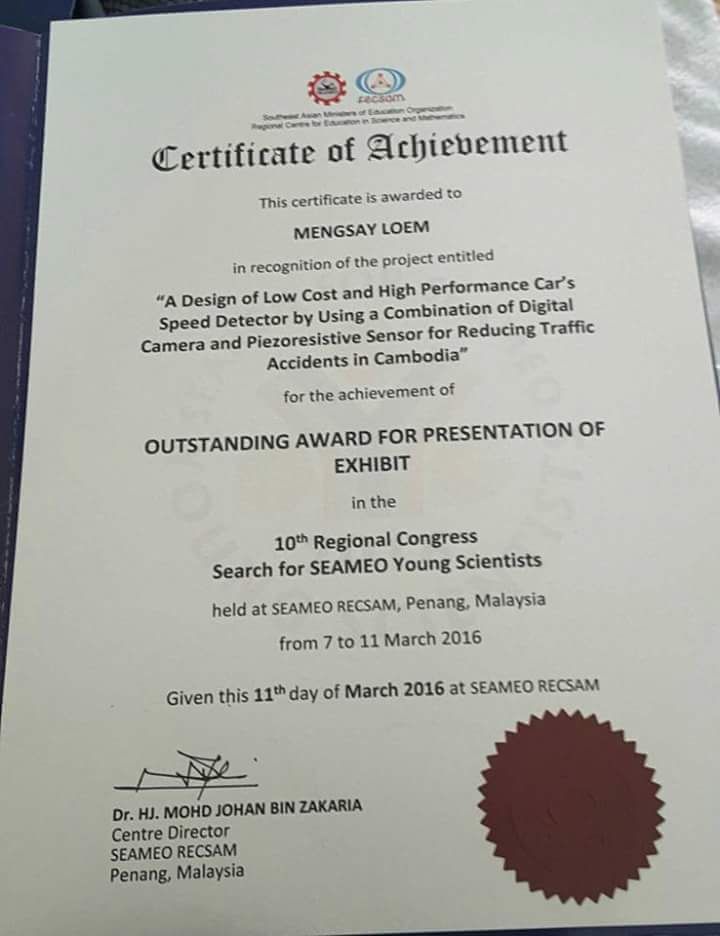 recsam
Southeast Asian Ministers of Education Organization
Regional Centre for Education in Science and Mathematics
Certificate of Achievement
This certificate is awarded to
MENGSAY LOEM
in recognition of the project entitled
“A Design of Low Cost and High Performance Car’s
Speed Detector by Using a Combination of Digital
Camera and Piezoresistive Sensor for Reducing Traffic
Accidents in Cambodia”
for the achievement of
OUTSTANDING AWARD FOR PRESENTATION OF
EXHIBIT
in the
10th Regional Congress
Search for SEAMEO Young Scientists
held at SEAMEO RECSAM, Penang, Malaysia
from 7 to 11 March 2016
Given this 11th day of March 2016 at SEAMEO RECSAM
Dr. HJ. MOHD JOHAN BIN ZAKARIA
Centre Director
SEAMEO RECSAM
Penang, Malaysia